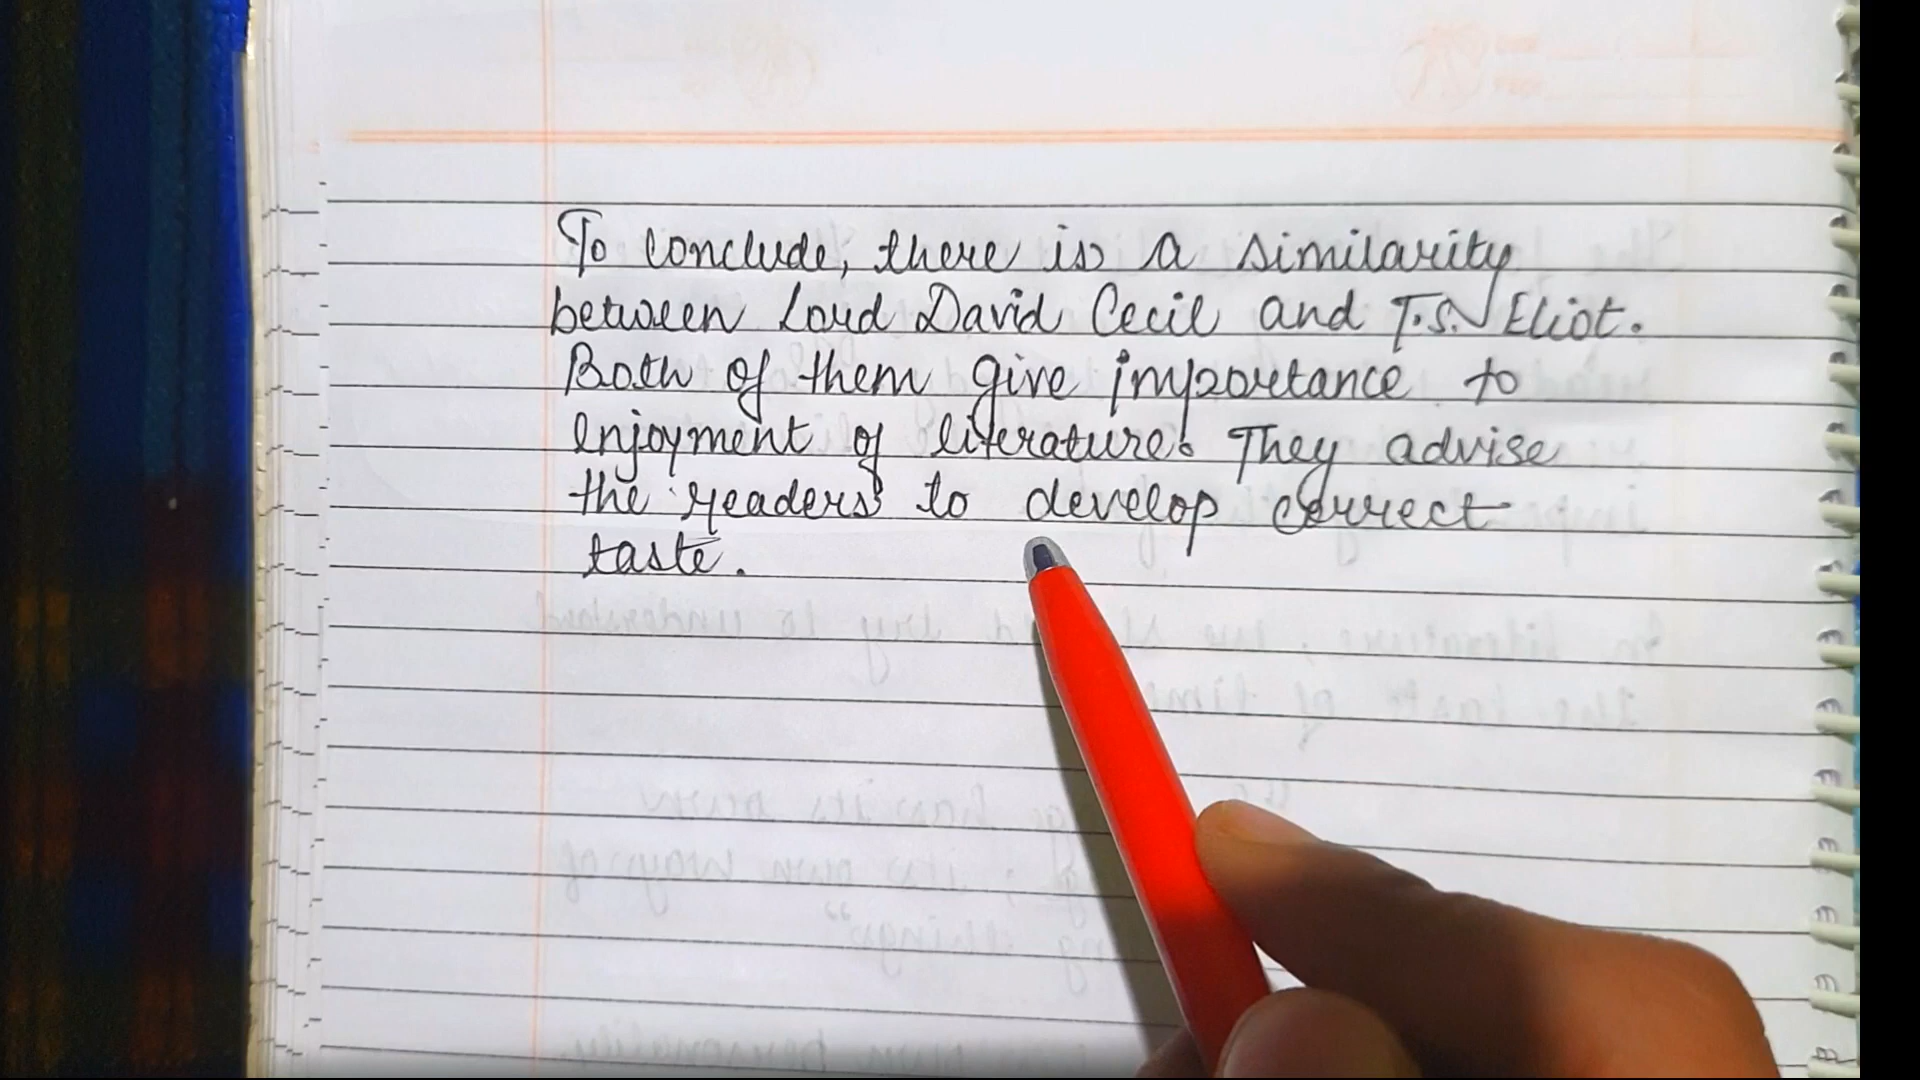 To conclude, there is a similarity
between Lord David Cecil and T.S. Eliot.
Both of them give importance to
enjoyment of literature. They advise
the readers to develop correct
taste.